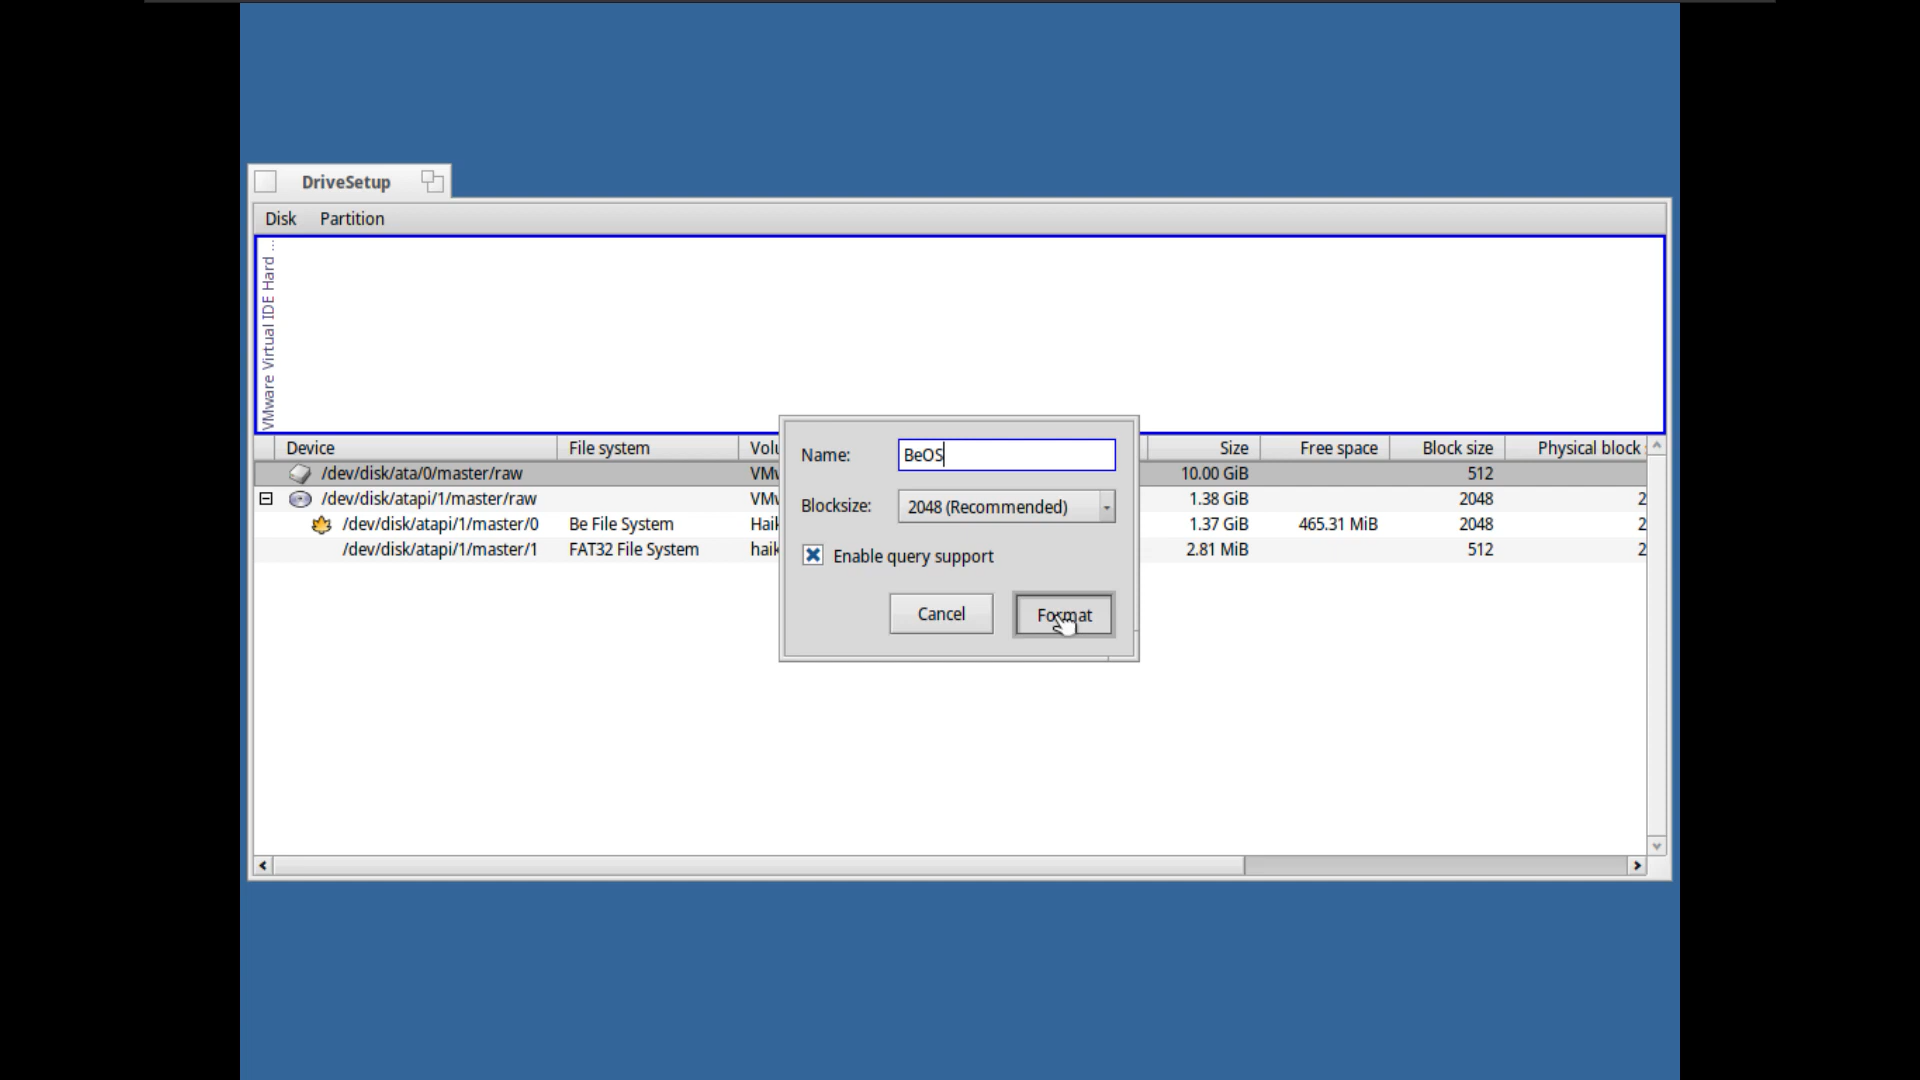 DriveSetup
Disk Partition
VMware Virtual IDE Hard ...
Device File system Volu Size Free space Block size Physical block
/dev/disk/ata/0/master/raw VMw 10.00 GiB 512
/dev/disk/atapi/1/master/raw VMw 1.38 GiB 2048 2
/dev/disk/atapi/1/master/0 Be File System Haik 1.37 GiB 465.31 MiB 2048 2
/dev/disk/atapi/1/master/1 FAT32 File System haik 2.81 MiB 512 2
Name: BeOS
Blocksize: 2048 (Recommended)
Enable query support
Cancel Format